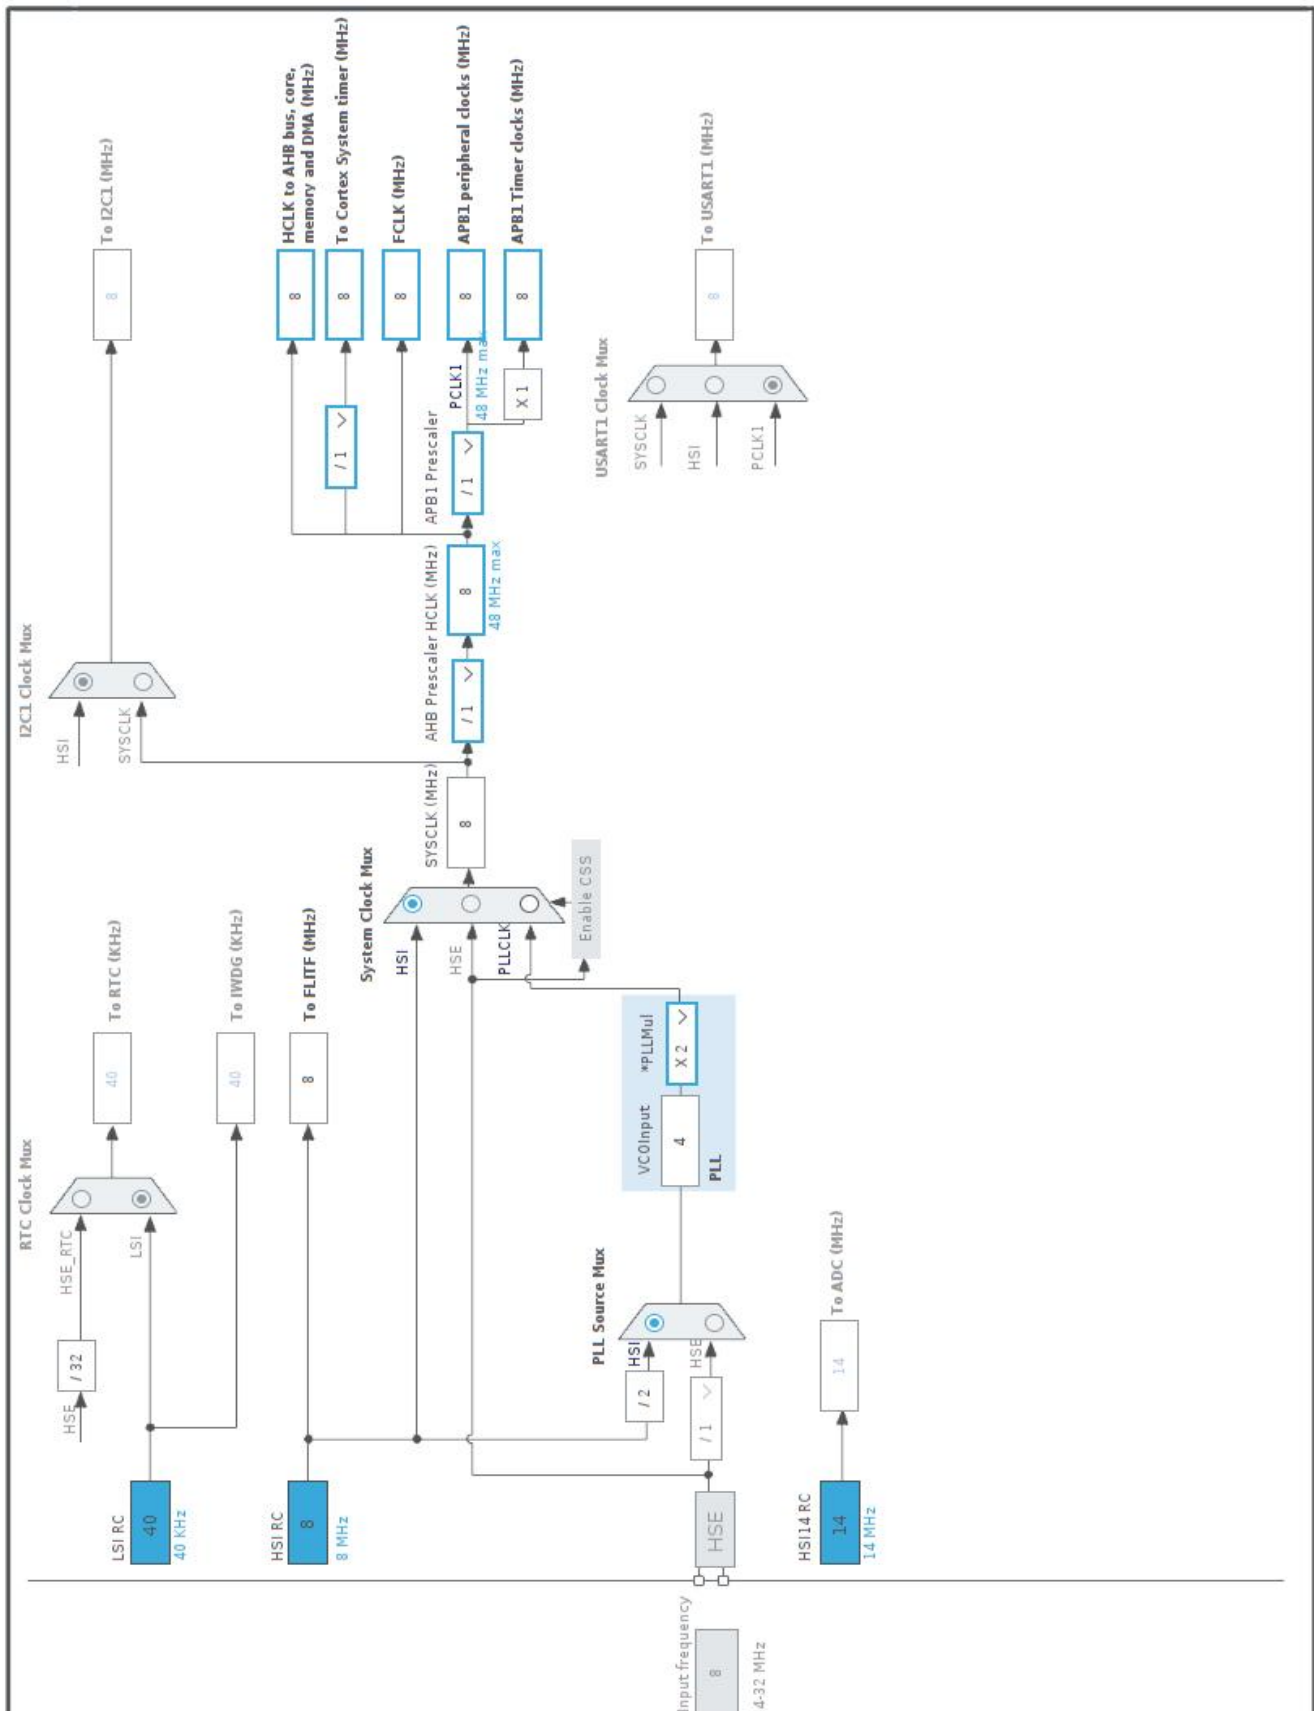 RTC Clock Mux
HSE
/ 32
HSE_RTC
To RTC (KHz)
40
LSI RC
40
40 KHz
LSI
To IWDG (KHz)
40
HSI RC
8
8 MHz
To FLITF (MHz)
8
I2C1 Clock Mux
HSI
SYSCLK
To I2C1 (MHz)
8
System Clock Mux
HSI
HSE
PLLCLK
Enable CSS
SYSCLK (MHz)
8
AHB Prescaler
/ 1
HCLK (MHz)
8
48 MHz max
APB1 Prescaler
/ 1
PCLK1
48 MHz max
X 1
/ 1
8
HCLK to AHB bus, core,
memory and DMA (MHz)
8
To Cortex System timer (MHz)
8
FCLK (MHz)
8
APB1 peripheral clocks (MHz)
8
APB1 Timer clocks (MHz)
PLL Source Mux
HSI
/ 2
HSE
/ 1
VCOInput
4
*PLLMul
X 2
PLL
Input frequency
8
4-32 MHz
HSE
USART1 Clock Mux
SYSCLK
HSI
PCLK1
To USART1 (MHz)
8
HSI14 RC
14
14 MHz
14
To ADC (MHz)